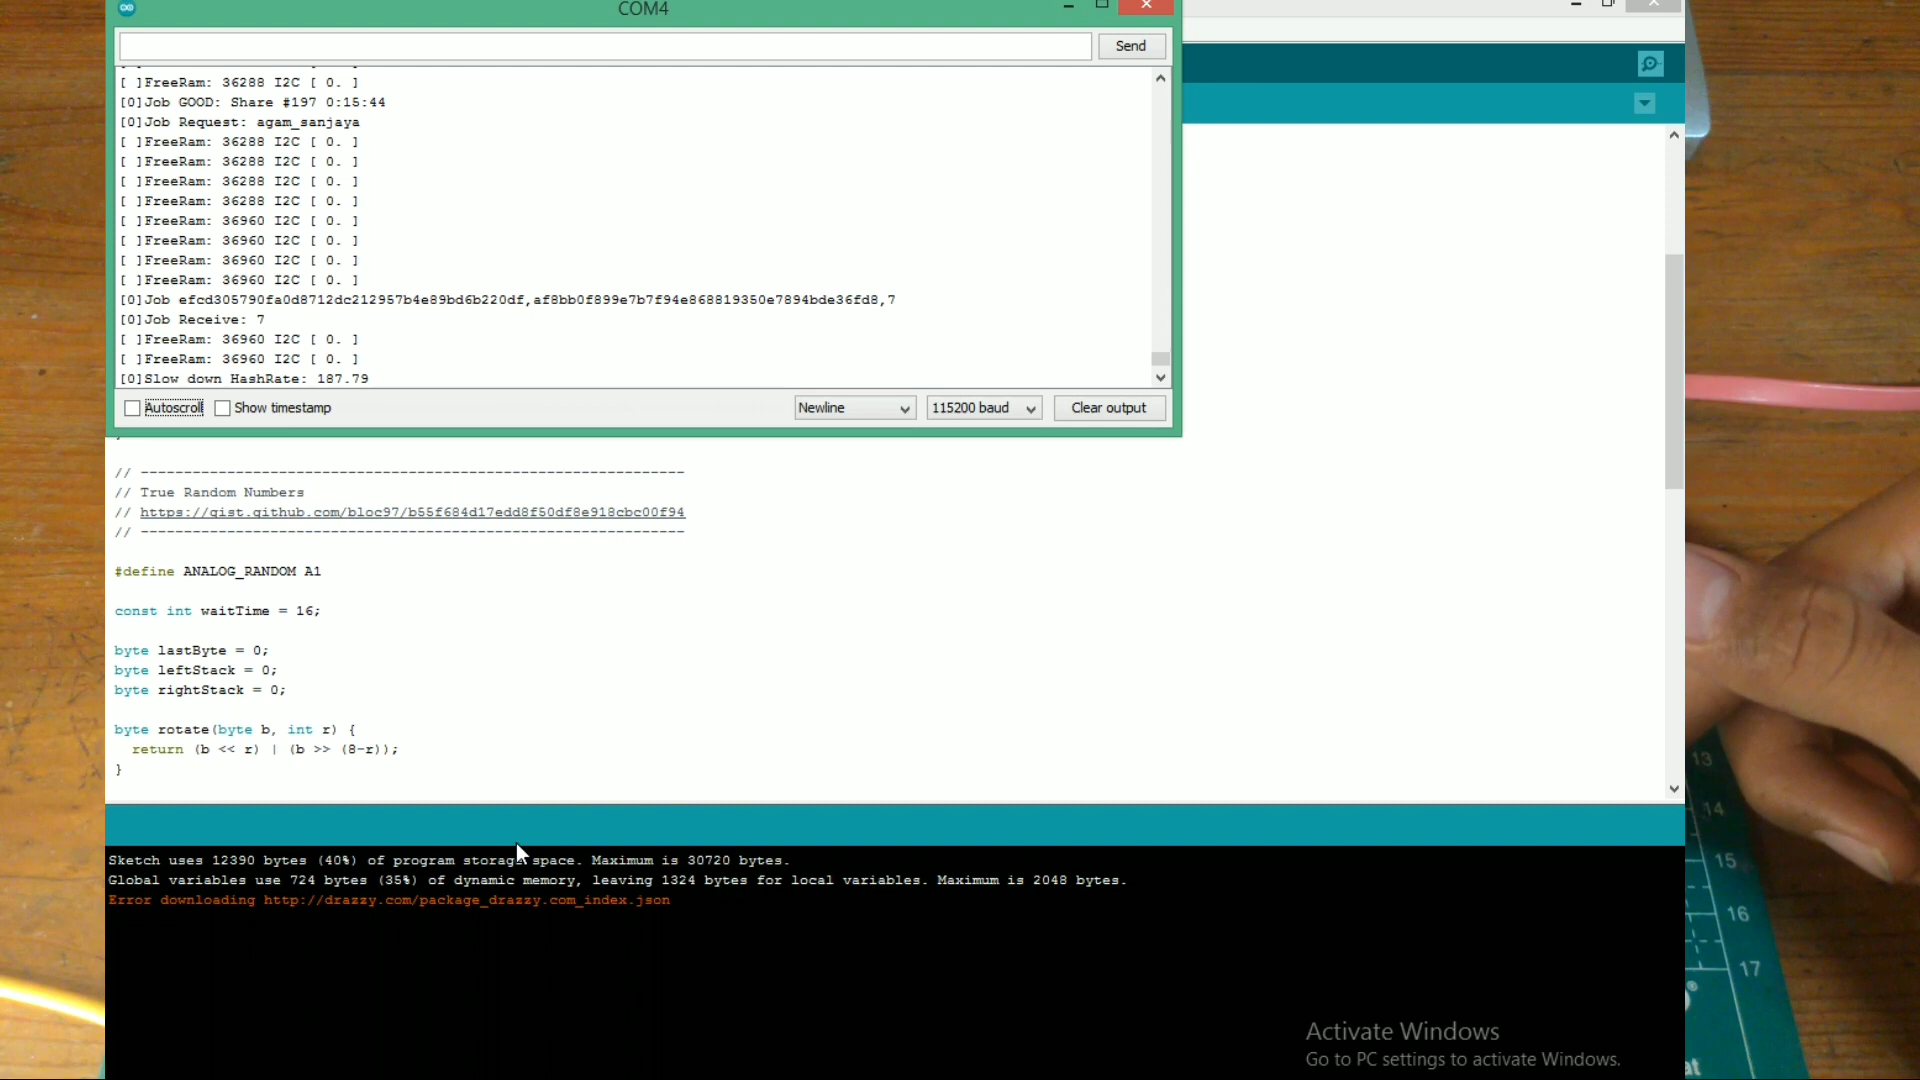 COM4
Send
[ ]FreeRam: 36288 I2C [ 0. ]
[0]Job GOOD: Share #197 0:15:44
[0]Job Request: agam_sanjaya
[ ]FreeRam: 36288 I2C [ 0. ]
[ ]FreeRam: 36288 I2C [ 0. ]
[ ]FreeRam: 36288 I2C [ 0. ]
[ ]FreeRam: 36288 I2C [ 0. ]
[ ]FreeRam: 36960 I2C [ 0. ]
[ ]FreeRam: 36960 I2C [ 0. ]
[ ]FreeRam: 36960 I2C [ 0. ]
[ ]FreeRam: 36960 I2C [ 0. ]
[0]Job efcd305790fa0d8712dc212957b4e89bd6b220df,af8bb0f899e7b7f94e868819350e7894bde36fd8,7
[0]Job Receive: 7
[ ]FreeRam: 36960 I2C [ 0. ]
[ ]FreeRam: 36960 I2C [ 0. ]
[0]Slow down HashRate: 187.79
Autoscroll Show timestamp Newline 115200 baud Clear output
// ---------------------------------------------------------------
// True Random Numbers
// https://gist.github.com/bloc97/b55f684d17edd8f50df8e918cbc00f94
// ---------------------------------------------------------------
#define ANALOG_RANDOM A1
const int waitTime = 16;
byte lastByte = 0;
byte leftStack = 0;
byte rightStack = 0;
byte rotate(byte b, int r) {
return (b << r) | (b >> (8-r));
}
Sketch uses 12390 bytes (40%) of program storage space. Maximum is 30720 bytes.
Global variables use 724 bytes (35%) of dynamic memory, leaving 1324 bytes for local variables. Maximum is 2048 bytes.
Error downloading http://drazzy.com/package_drazzy.com_index.json
Activate Windows
Go to PC settings to activate Windows.
13
14
15
16
17